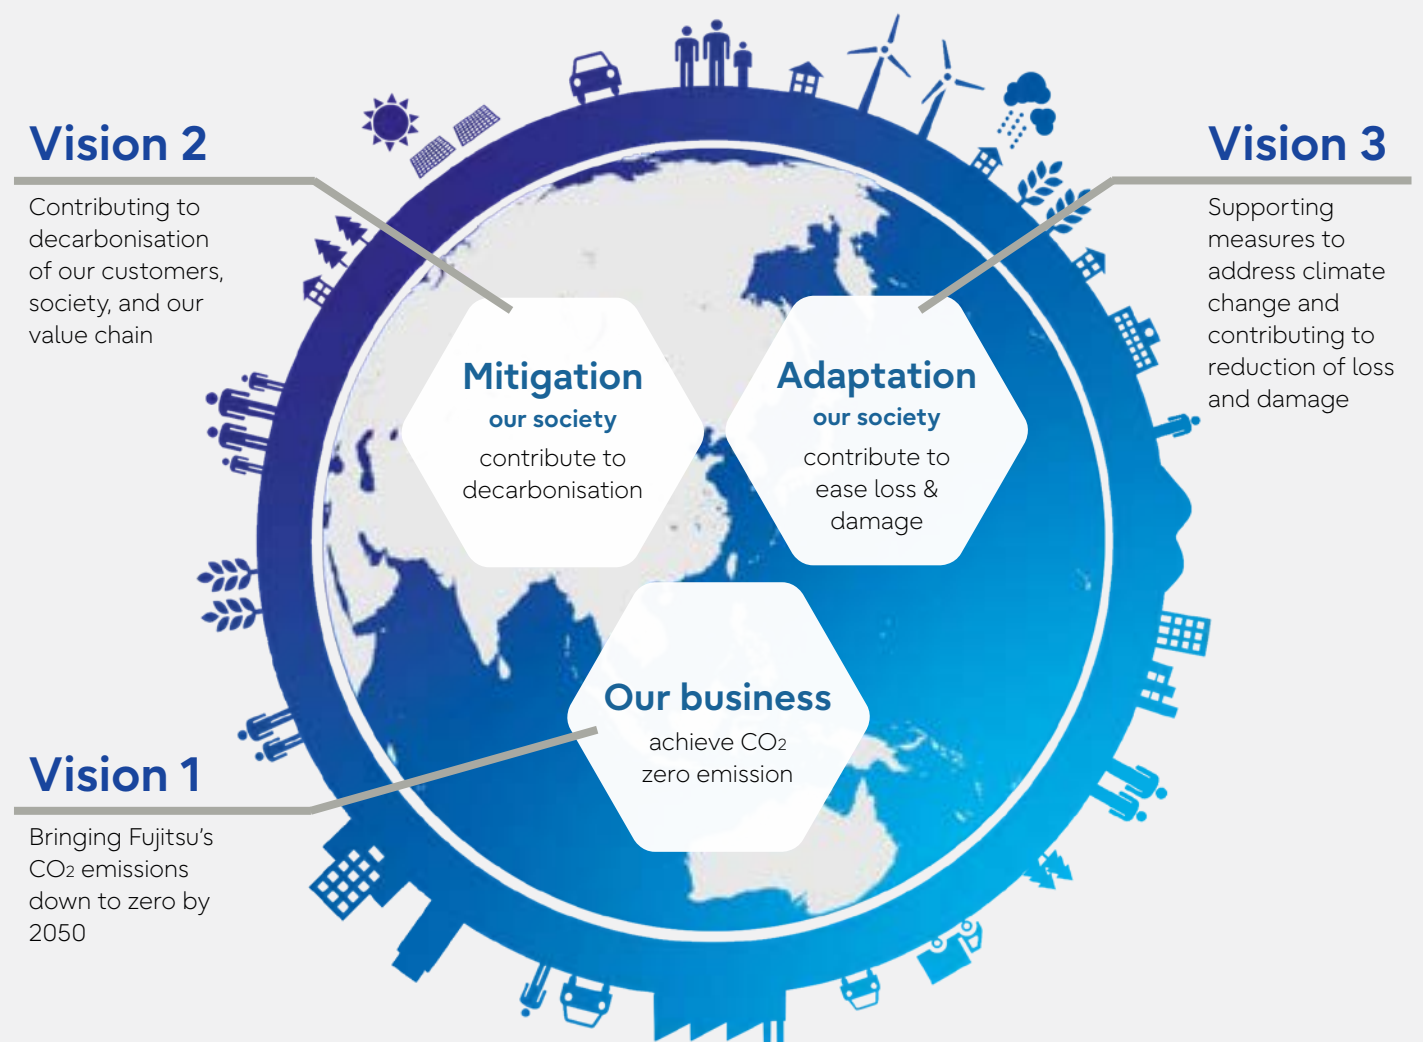 Vision 2
Contributing to
decarbonisation
of our customers,
society, and our
value chain
Vision 3
Supporting
measures to
address climate
change and
contributing to
reduction of loss
and damage
Mitigation
our society
contribute to
decarbonisation
Adaptation
our society
contribute to
ease loss &
damage
Our business
achieve CO2
zero emission
Vision 1
Bringing Fujitsu's
CO2 emissions
down to zero by
2050